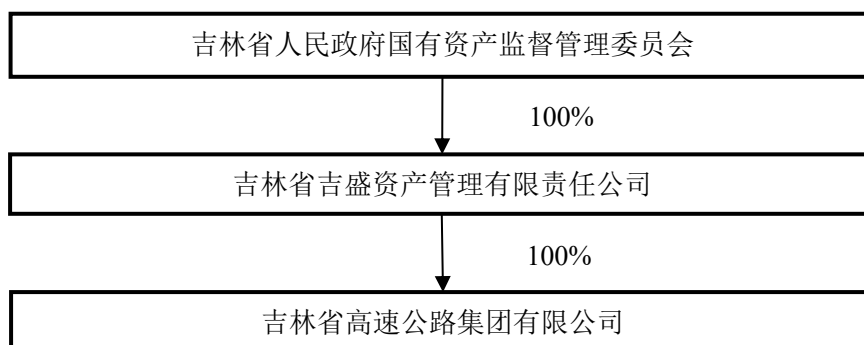 吉林省人民政府国有资产监督管理委员会
100%
吉林省吉盛资产管理有限责任公司
100%
吉林省高速公路集团有限公司